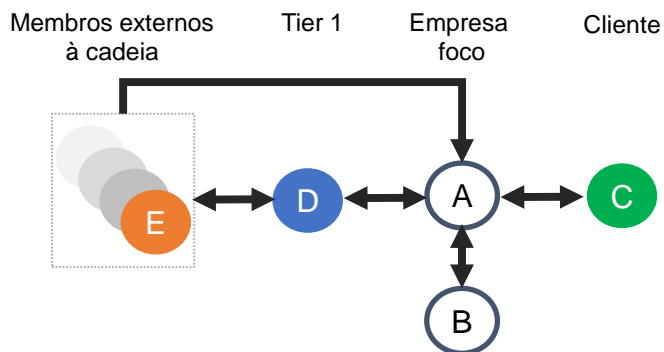 Membros externos
à cadeia
Tier 1
Empresa
foco
Cliente
E
D
A
C
B